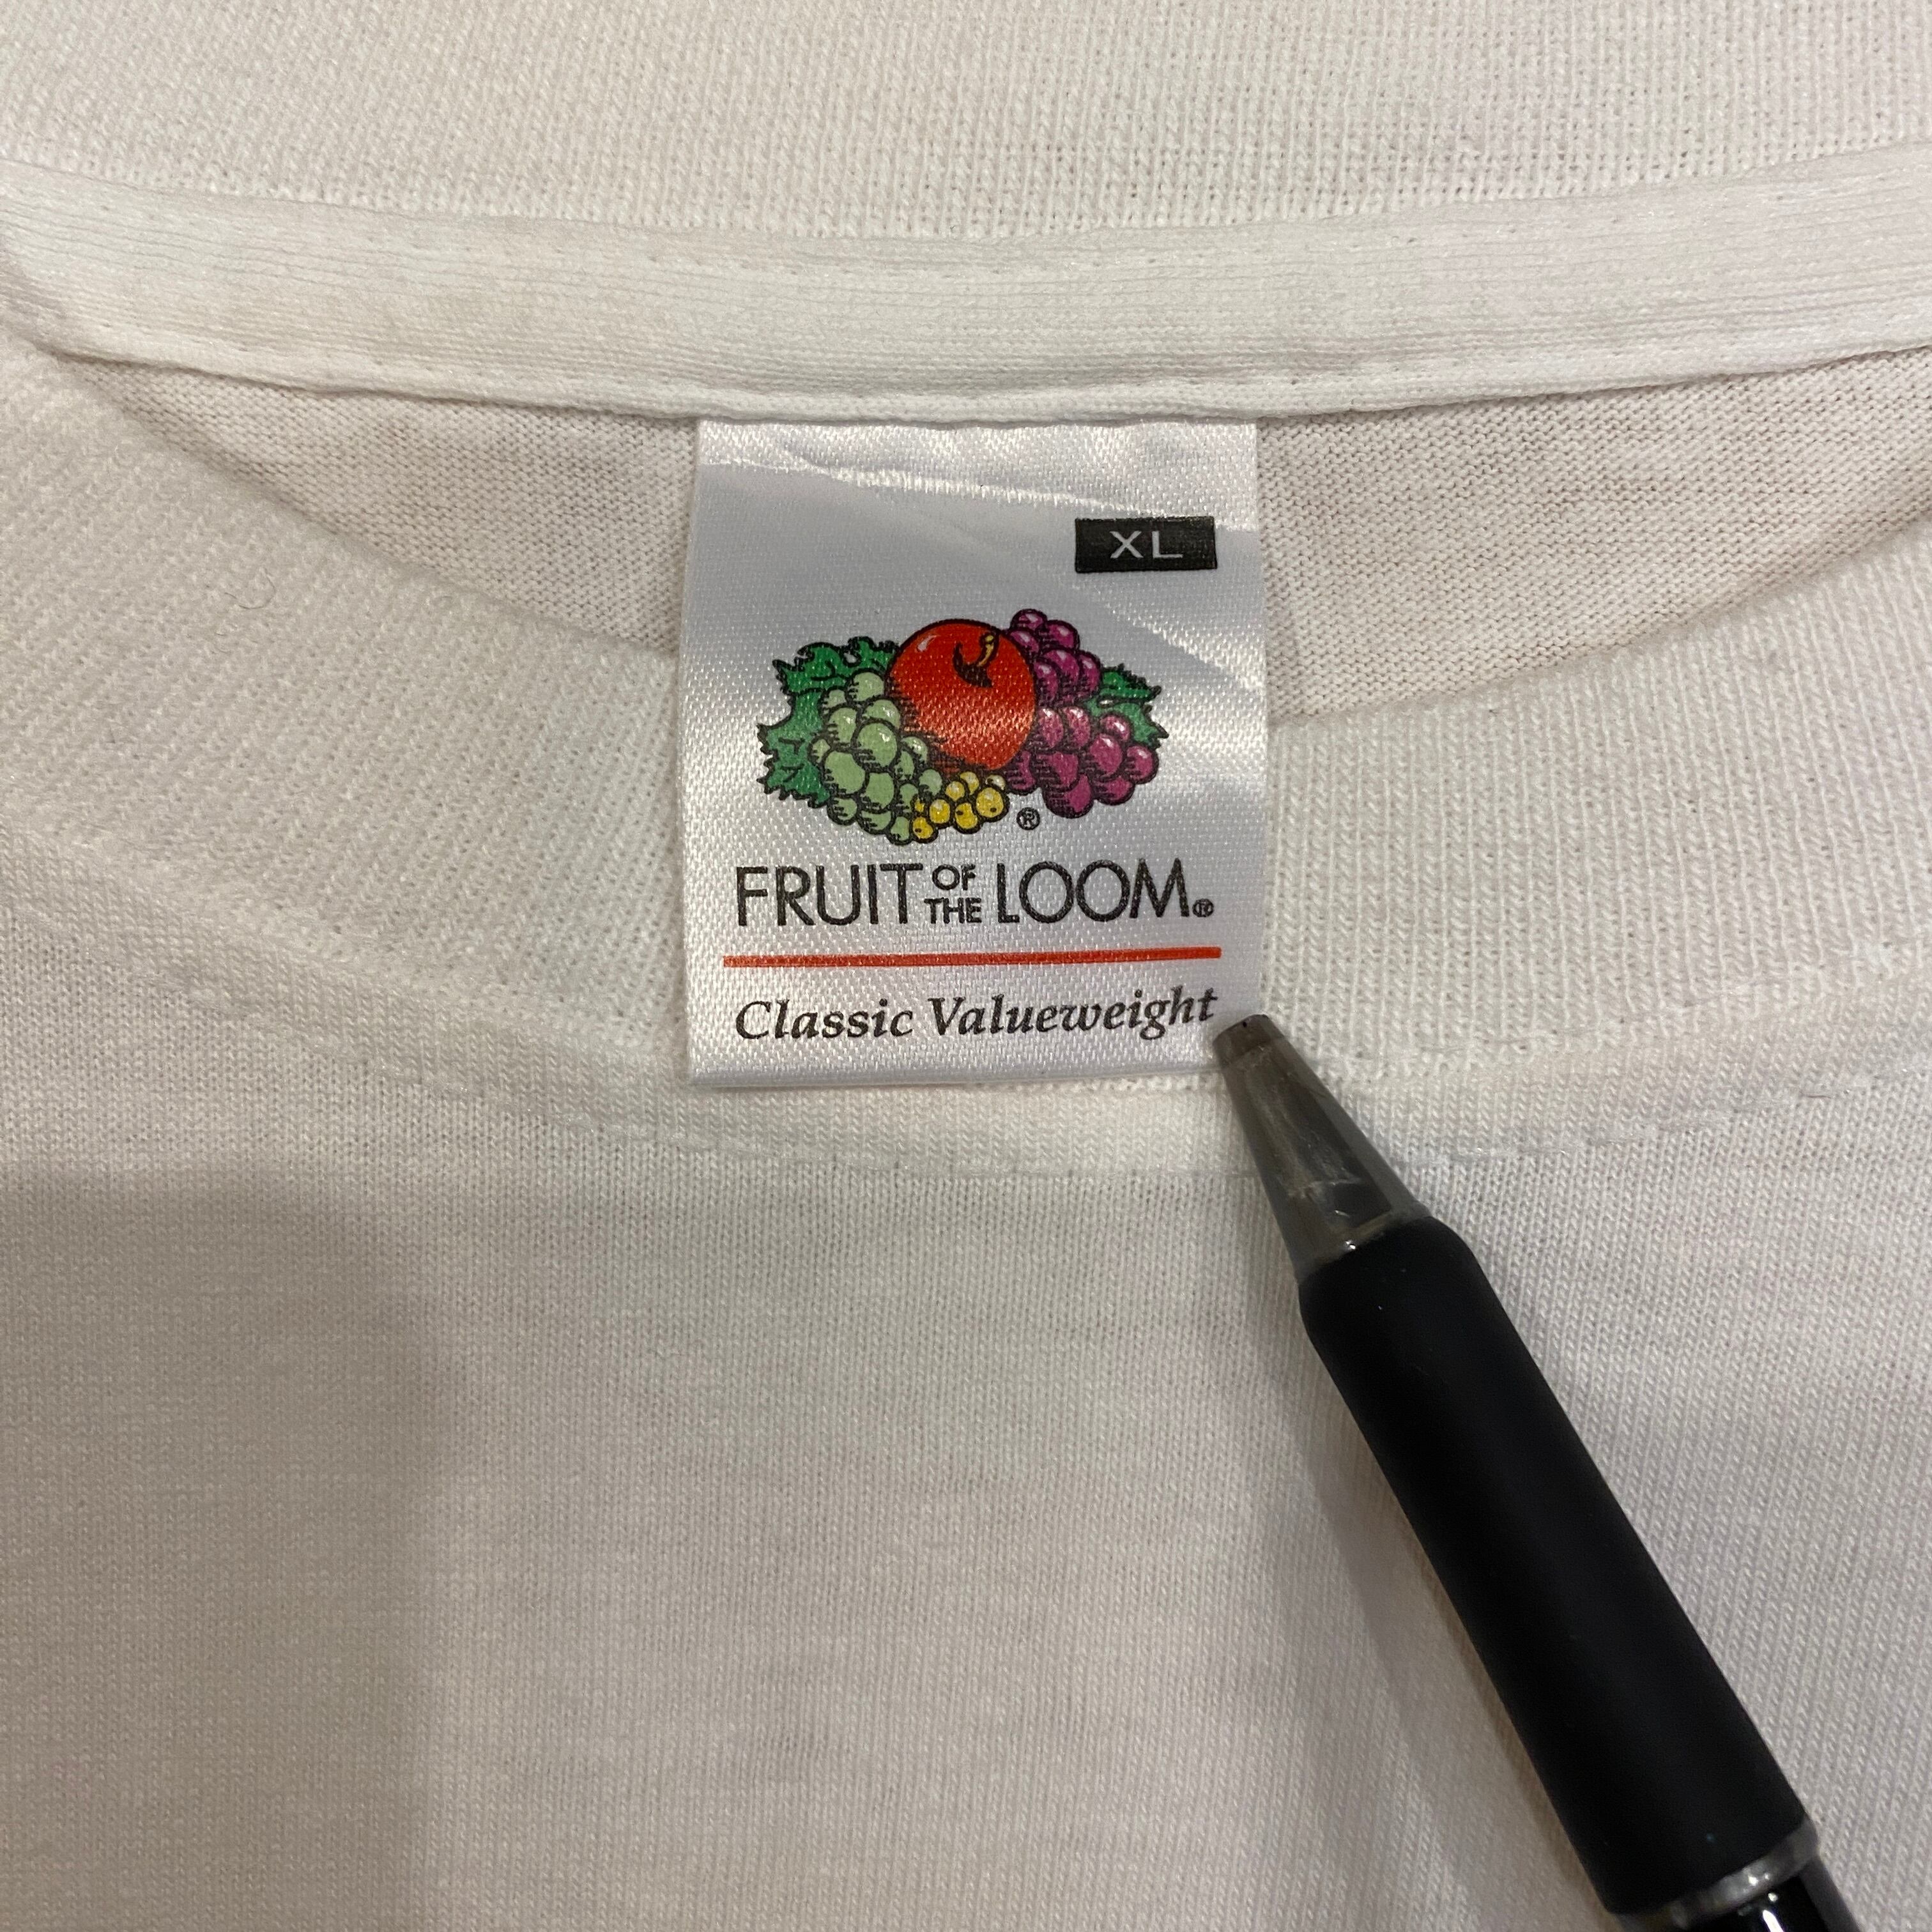 XL
®
FRUIT OF THE LOOM®
Classic Valueweight